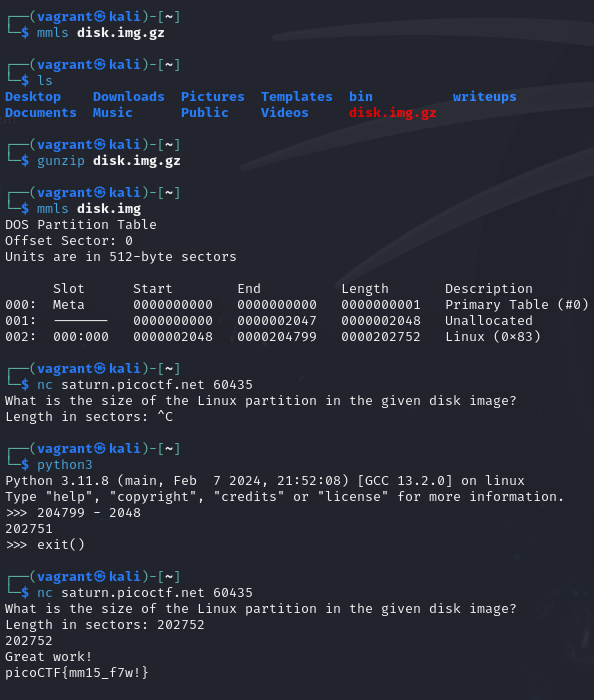 ┌──(vagrant㉿kali)-[~]
└─$ mmls disk.img.gz
┌──(vagrant㉿kali)-[~]
└─$ ls
Desktop    Downloads  Pictures  Templates  bin          writeups
Documents  Music      Public    Videos     disk.img.gz
┌──(vagrant㉿kali)-[~]
└─$ gunzip disk.img.gz
┌──(vagrant㉿kali)-[~]
└─$ mmls disk.img
DOS Partition Table
Offset Sector: 0
Units are in 512-byte sectors
      Slot      Start        End          Length       Description
000:  Meta      0000000000   0000000000   0000000001   Primary Table (#0)
001:  -------   0000000000   0000002047   0000002048   Unallocated
002:  000:000   0000002048   0000204799   0000202752   Linux (0x83)
┌──(vagrant㉿kali)-[~]
└─$ nc saturn.picoctf.net 60435
What is the size of the Linux partition in the given disk image?
Length in sectors: ^C
┌──(vagrant㉿kali)-[~]
└─$ python3
Python 3.11.8 (main, Feb  7 2024, 21:52:08) [GCC 13.2.0] on linux
Type "help", "copyright", "credits" or "license" for more information.
>>> 204799 - 2048
202751
>>> exit()
┌──(vagrant㉿kali)-[~]
└─$ nc saturn.picoctf.net 60435
What is the size of the Linux partition in the given disk image?
Length in sectors: 202752
202752
Great work!
picoCTF{mm15_f7w!}